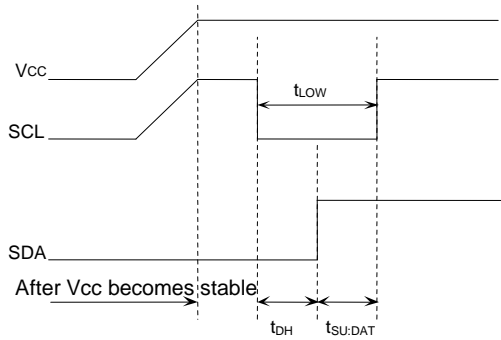 VCC
tLOW
SCL
SDA
After Vcc becomes stable
tDH
tSU:DAT